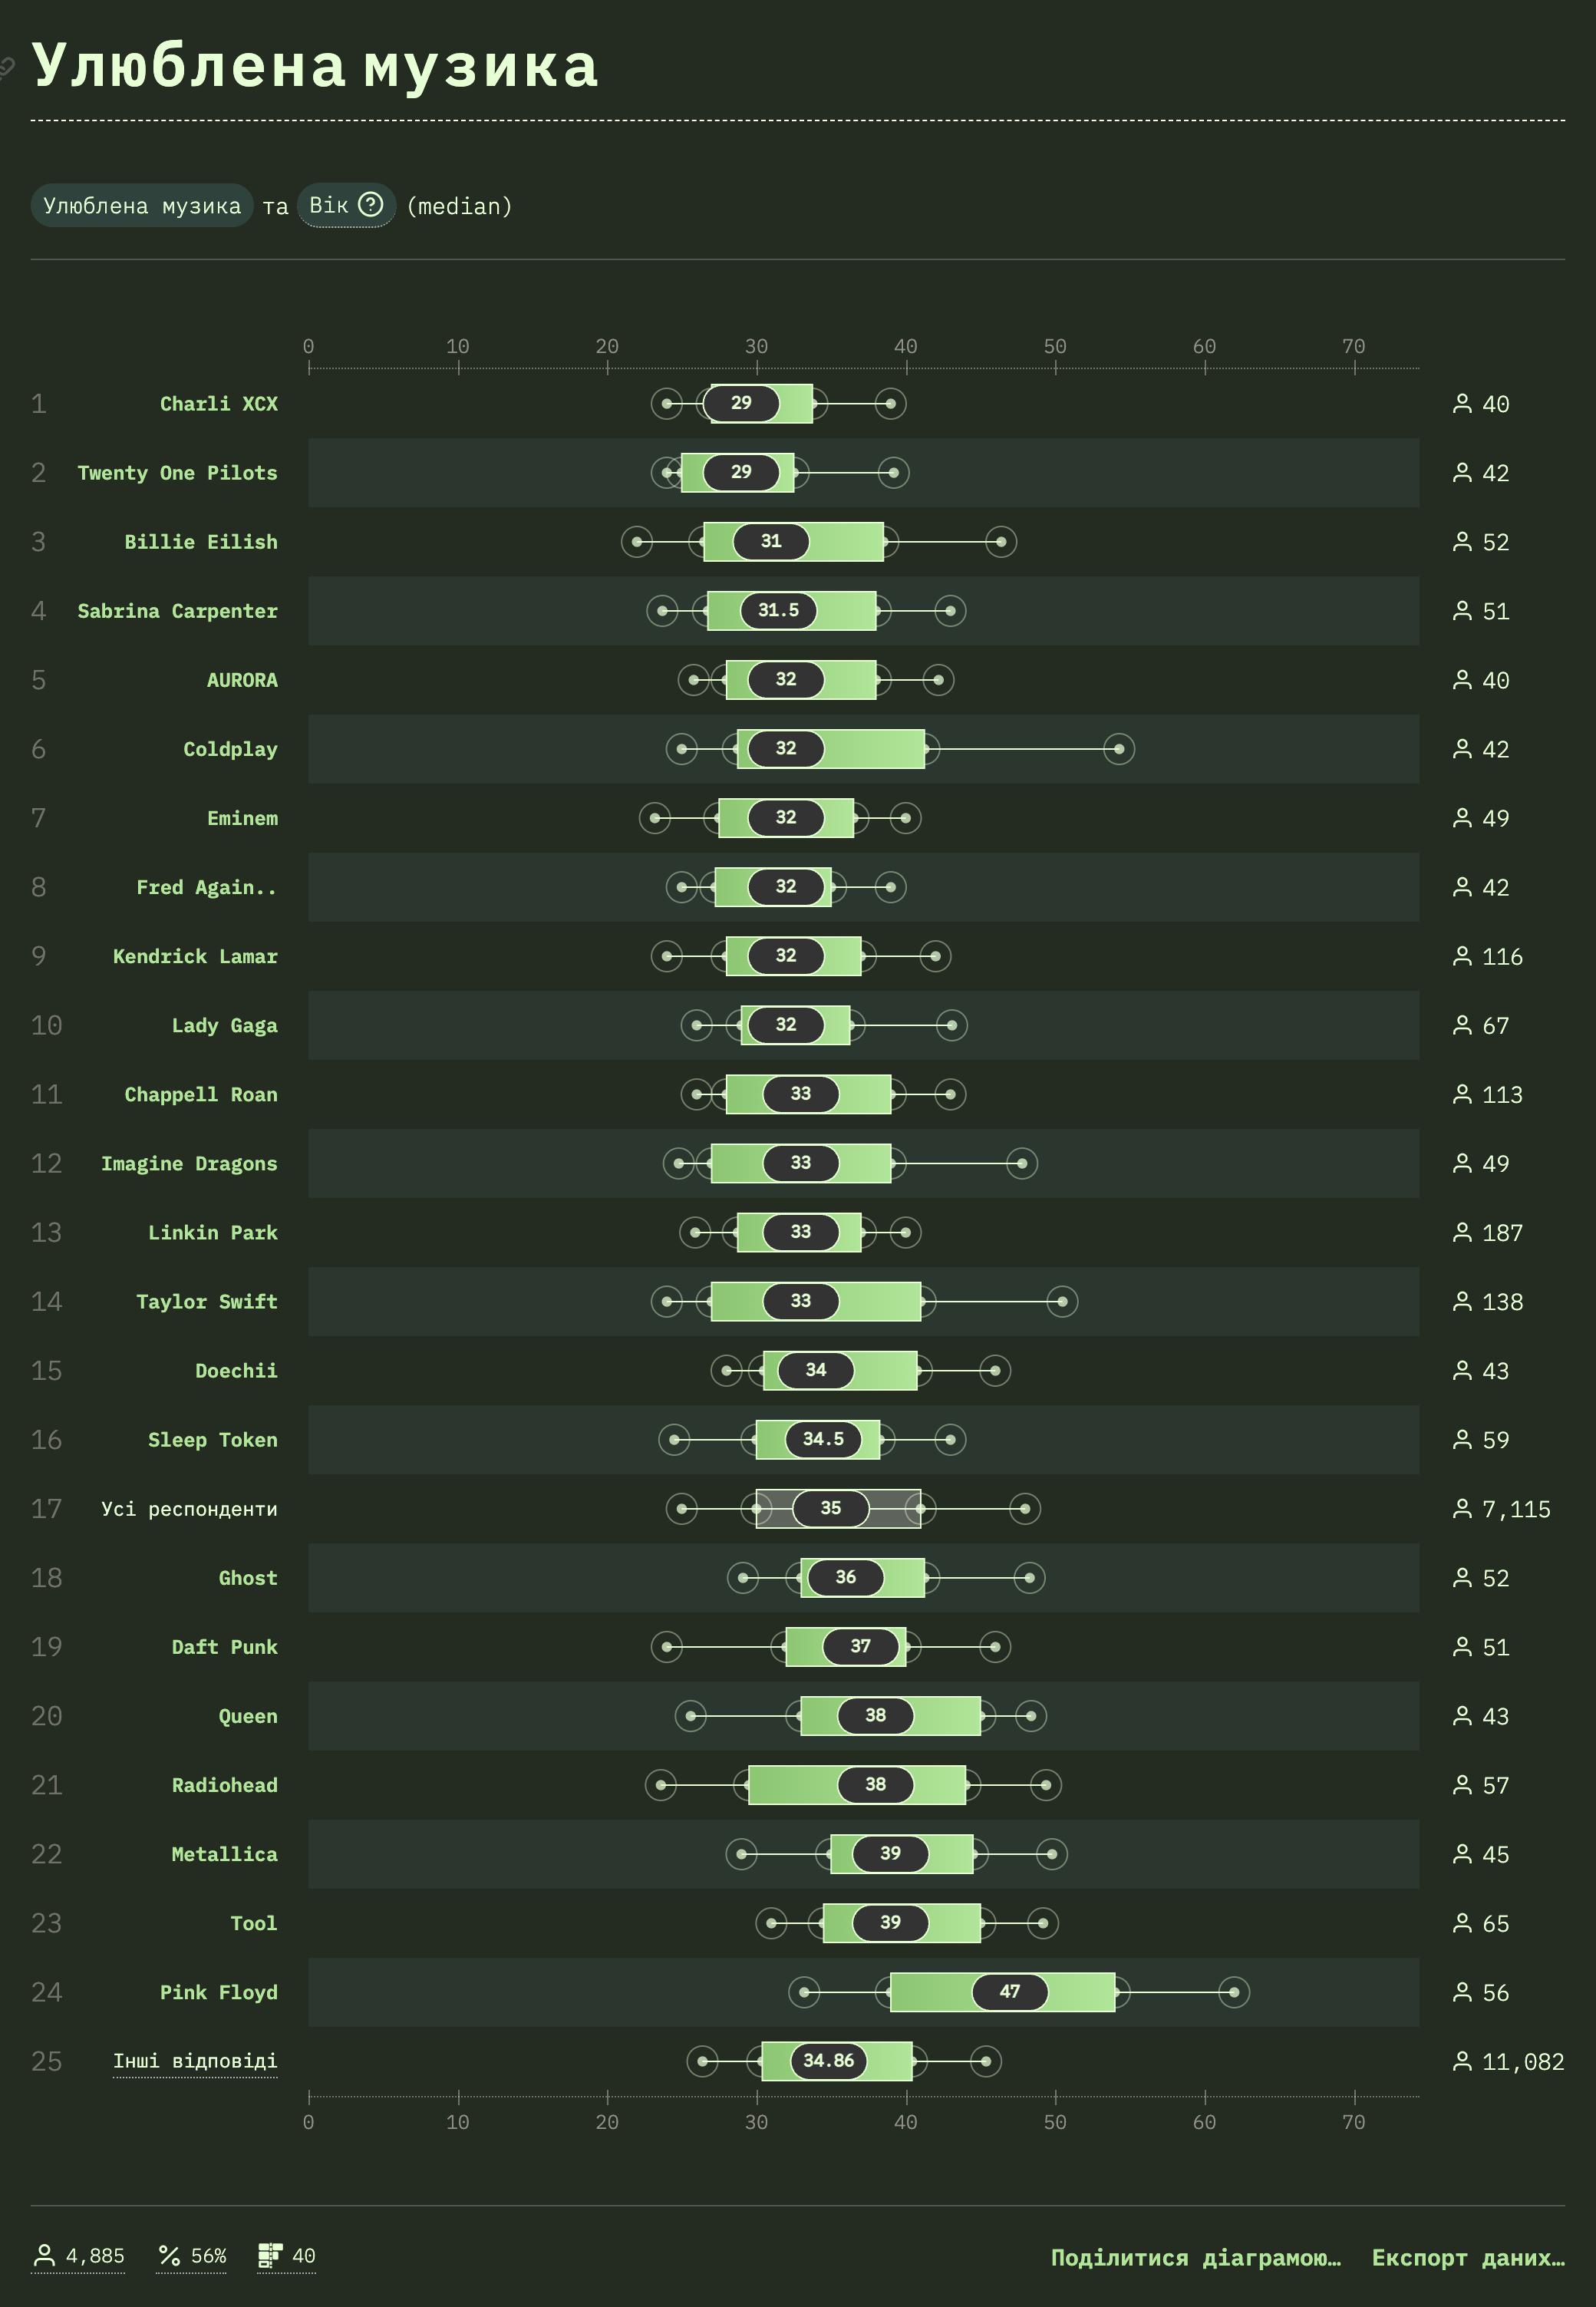 Улюблена музика
Улюблена музика та Вік (median)
0 10 20 30 40 50 60 70
1 Charli XCX 29 40
2 Twenty One Pilots 29 42
3 Billie Eilish 31 52
4 Sabrina Carpenter 31.5 51
5 AURORA 32 40
6 Coldplay 32 42
7 Eminem 32 49
8 Fred Again.. 32 42
9 Kendrick Lamar 32 116
10 Lady Gaga 32 67
11 Chappell Roan 33 113
12 Imagine Dragons 33 49
13 Linkin Park 33 187
14 Taylor Swift 33 138
15 Doechii 34 43
16 Sleep Token 34.5 59
17 Усі респонденти 35 7,115
18 Ghost 36 52
19 Daft Punk 37 51
20 Queen 38 43
21 Radiohead 38 57
22 Metallica 39 45
23 Tool 39 65
24 Pink Floyd 47 56
25 Інші відповіді 34.86 11,082
0 10 20 30 40 50 60 70
4,885 56% 40 Поділитися діаграмою… Експорт даних…